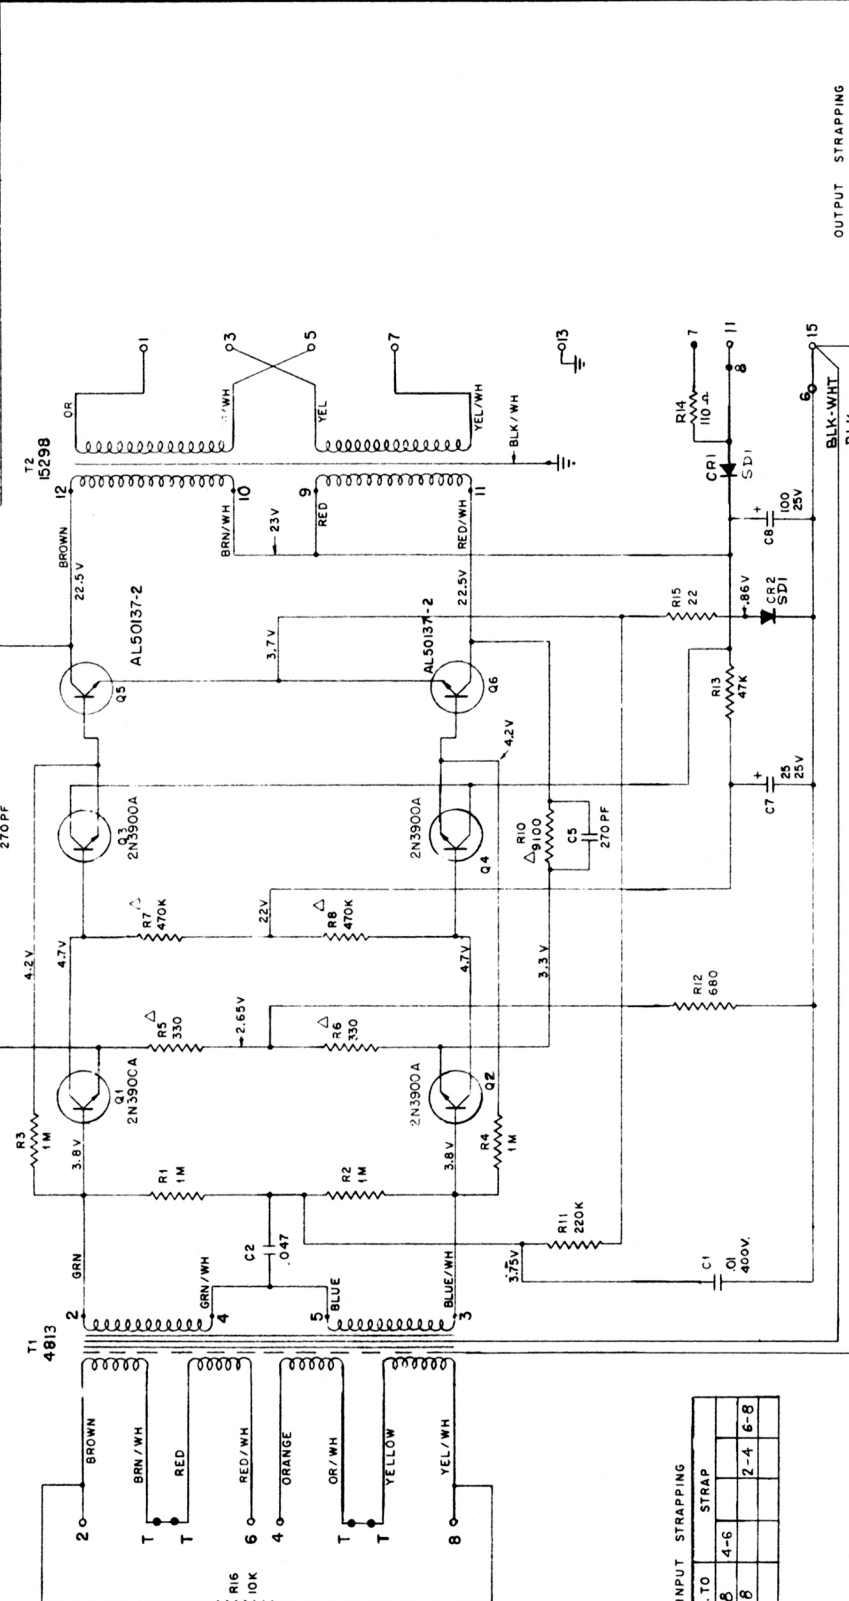 OUTPUT STRAPPING
T2
15298
OR
/WH
YEL
YEL/WH
BLK/WH
1
3
5
7
13
7
11
8
15
6
R14
110 Ω
CR1
SD1
BLK-WHT
12
10
9
11
BROWN
22.5V
BRN/WH
23V
RED
RED/WH
22.5V
+
C8
100
25V
R15
22
.86V
CR2
SD1
AL50137-2
3.7V
AL50137-2
Q5
Q6
R13
47K
4.2V
270 PF
Q3
2N3900A
2N3900A
Q4
△
R10
9100
C5
270PF
+
C7
25
25V
△
R7
470K
22V
△
R8
470K
4.2V
4.7V
4.7V
3.3V
△
R5
330
2.65V
△
R6
330
R12
680
Q1
2N3900A
2N3900A
Q2
R3
1M
3.8V
3.8V
R4
1M
R1
1M
R2
1M
R11
220K
C2
.047
3.75V
C1
.01
400V.
GRN
GRN/WH
BLUE
BLUE/WH
2
4
5
3
T1
4813
BROWN
BRN/WH
RED
RED/WH
ORANGE
OR/WH
YELLOW
YEL/WH
2
T
T
6
4
T
T
8
R16
10K
INPUT STRAPPING
TO
STRAP
8
4-6
8
2-4
6-8